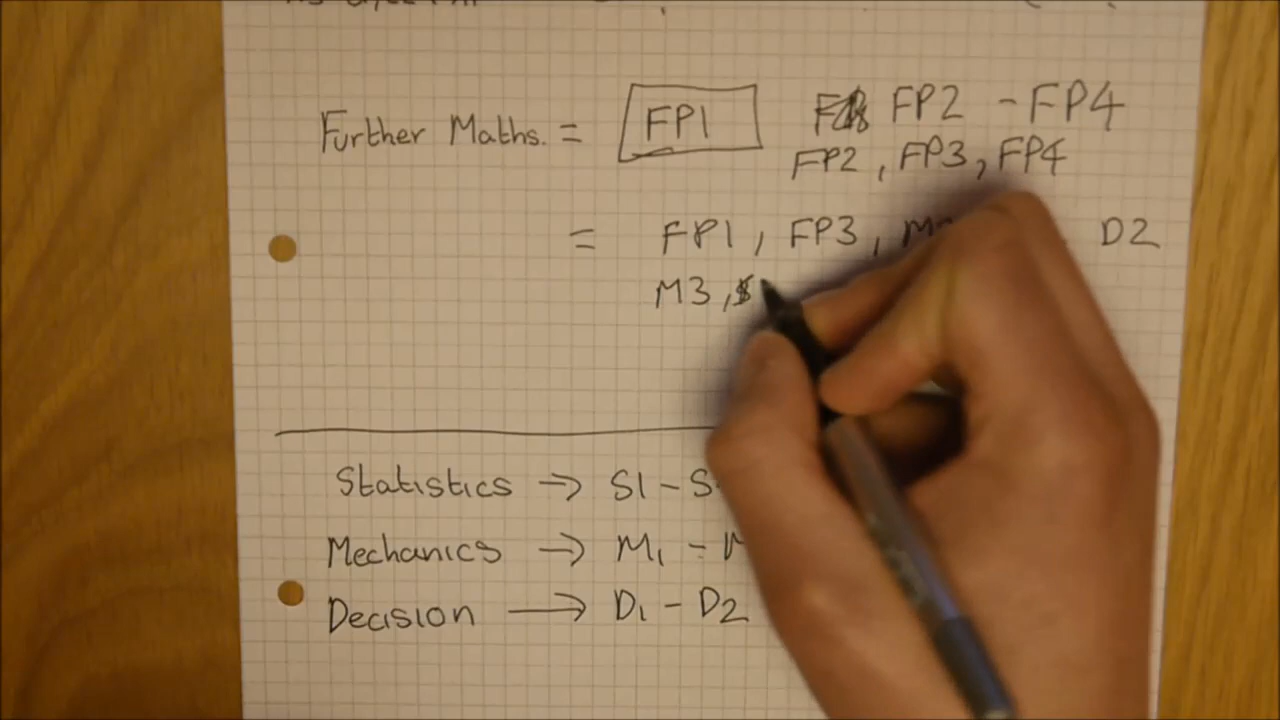 Further Maths. = FP1 FP2 - FP4
FP2, FP3, FP4
= FP1, FP3, D2
M3,
Statistics → S1 - S
Mechanics → M1 -
Decision → D1 - D2